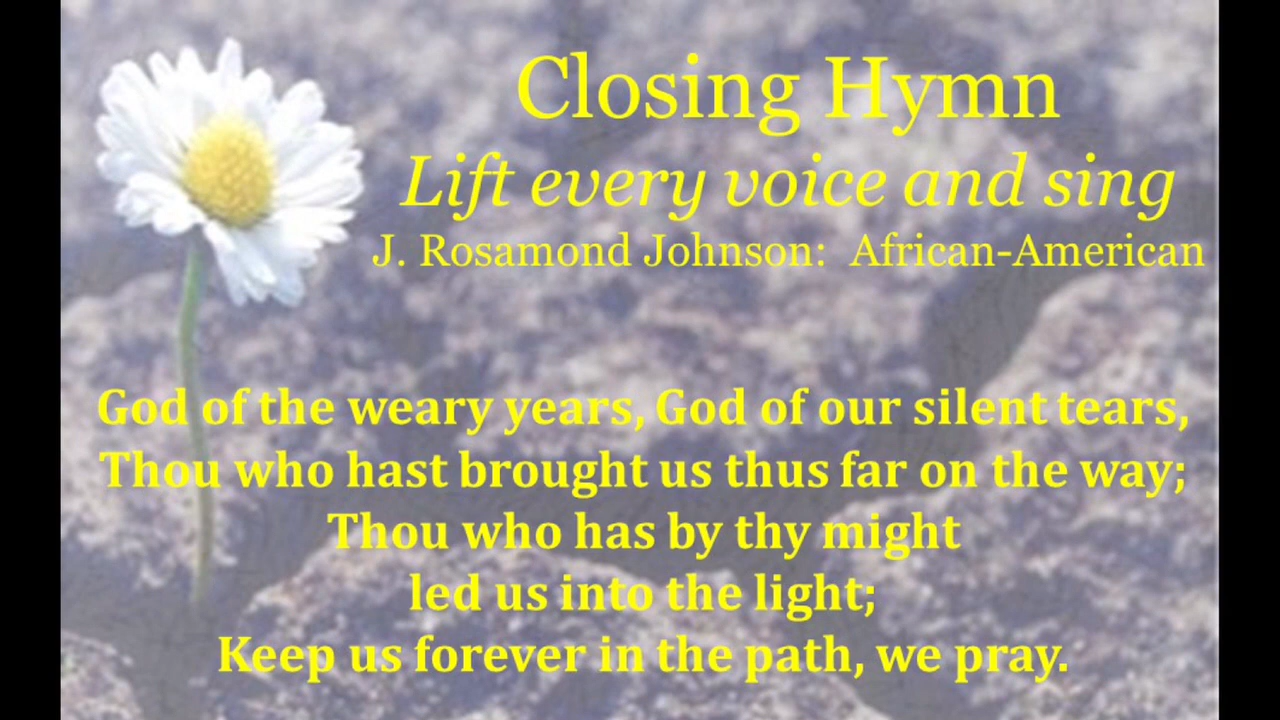 Closing Hymn
Lift every voice and sing
J. Rosamond Johnson:  African-American
God of the weary years, God of our silent tears,
Thou who hast brought us thus far on the way;
Thou who has by thy might
led us into the light;
Keep us forever in the path, we pray.